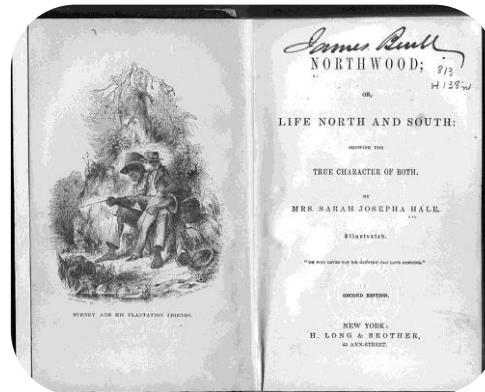 SYDNEY AND HIS PLANTATION FRIENDS.
James Buell
813
H138n
NORTHWOOD;
OR,
LIFE NORTH AND SOUTH:
SHOWING THE
TRUE CHARACTER OF BOTH.
BY
MRS. SARAH JOSEPHA HALE.
Illustrated.
SECOND EDITION.
NEW YORK:
H. LONG & BROTHER,
43 ANN-STREET.